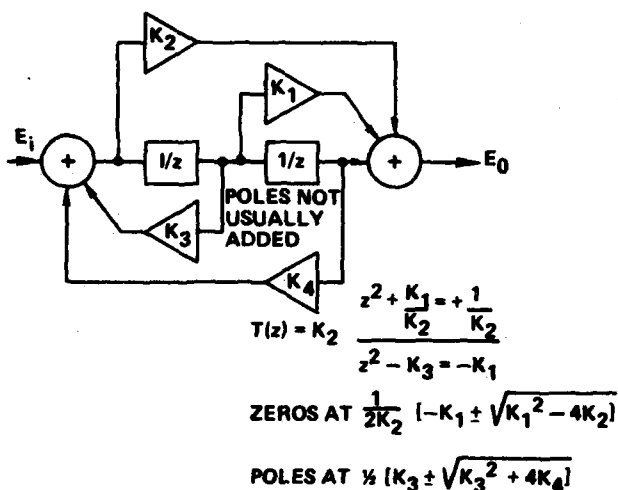 K2
K1
Ei
+
1/z
1/z
+
E0
POLES NOT
USUALLY
ADDED
K3
K4
T(z) = K2 (z² + K1/K2 = + 1/K2) / (z² − K3 = −K1)
ZEROS AT 1/2K2 [−K1 ± √K1² − 4K2]
POLES AT ½ [K3 ± √K3² + 4K4]